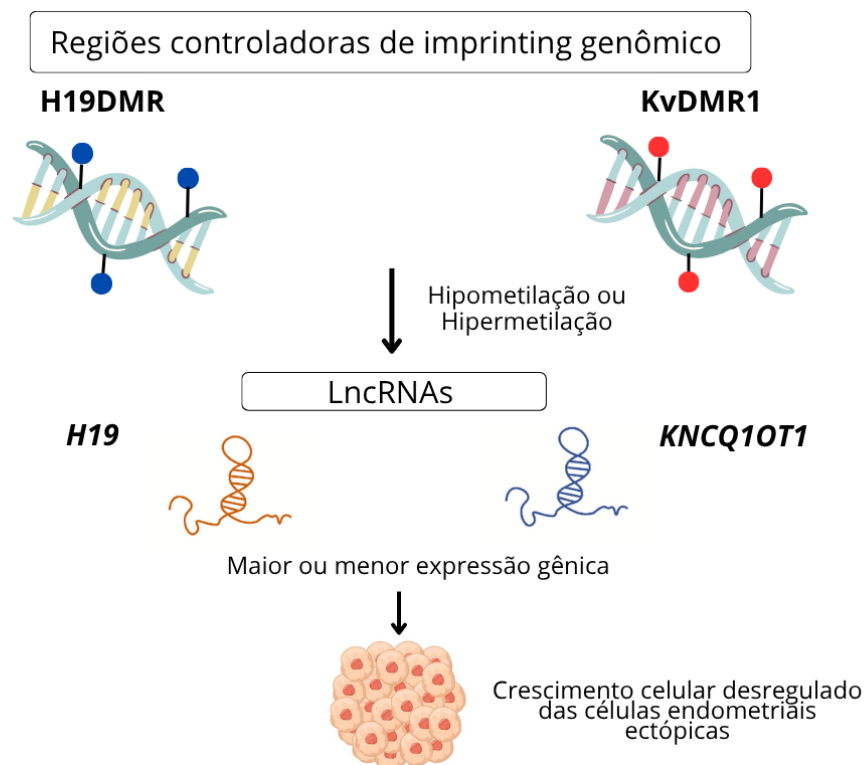 Regiões controladoras de imprinting genômico
H19DMR
KvDMR1
Hipometilação ou
Hipermetilação
LncRNAs
H19
KNCQ1OT1
Maior ou menor expressão gênica
Crescimento celular desregulado
das células endometriais
ectópicas